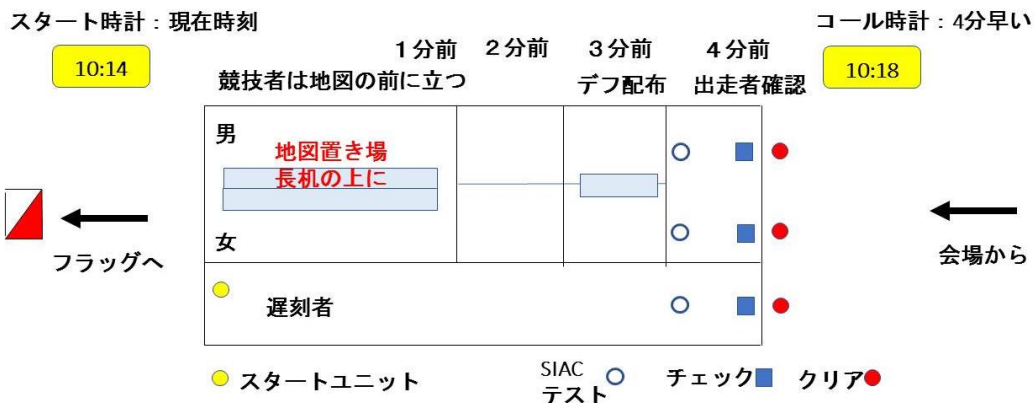 スタート時計：現在時刻
コール時計：4分早い
10:14
10:18
1分前 2分前 3分前 4分前
競技者は地図の前に立つ
デフ配布 出走者確認
男
地図置き場
長机の上に
女
フラッグへ
会場から
遅刻者
スタートユニット
SIAC
テスト
チェック
クリア